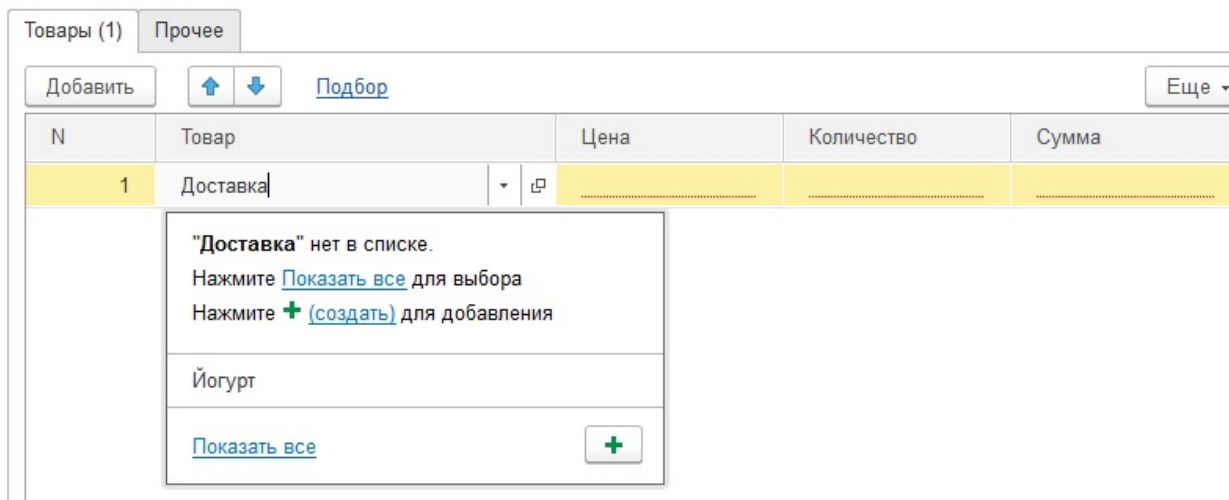 Товары (1) Прочее
Добавить Подбор Еще
N Товар Цена Количество Сумма
1 Доставка
"Доставка" нет в списке.
Нажмите Показать все для выбора
Нажмите + (создать) для добавления
Йогурт
Показать все +